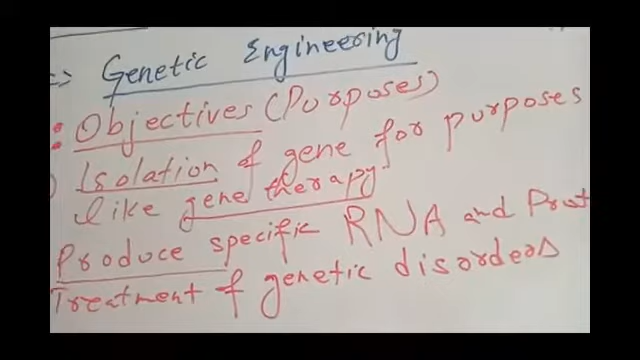 => Genetic Engineering
: Objectives (Purposes)
) Isolation of gene for purposes
like gene therapy
Produce specific RNA and Prot
Treatment of genetic disorders